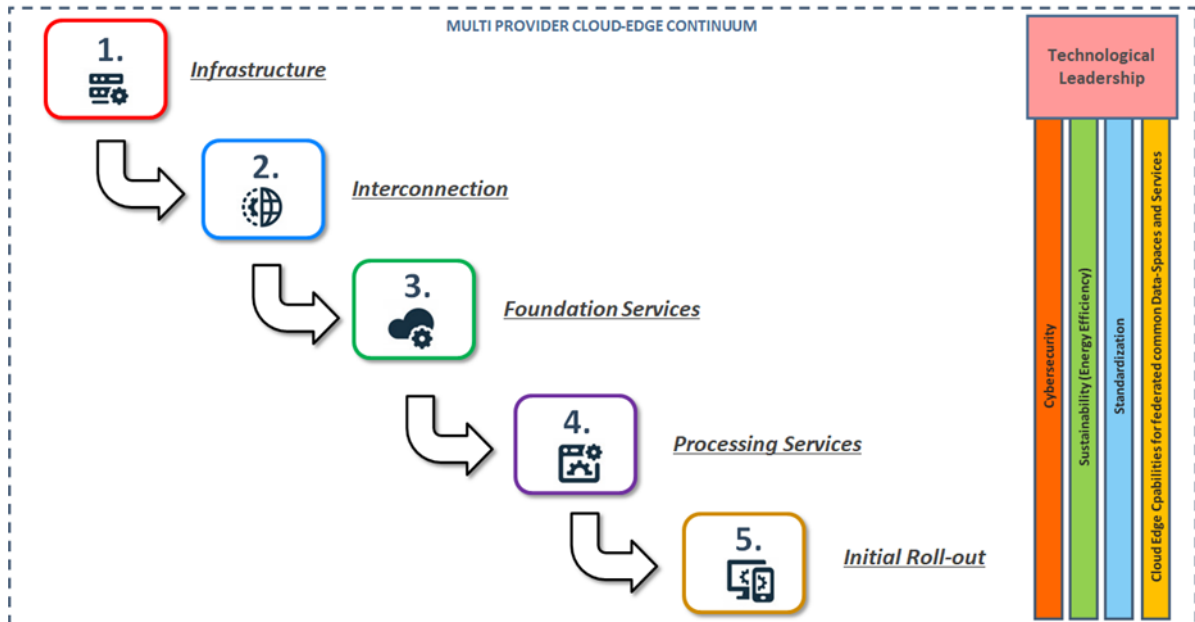 MULTI PROVIDER CLOUD-EDGE CONTINUUM
1.
Infrastructure
2.
Interconnection
3.
Foundation Services
4.
Processing Services
5.
Initial Roll-out
Technological
Leadership
Cybersecurity
Sustainability (Energy Efficiency)
Standardization
Cloud Edge Cpabilities for federated common Data-Spaces and Services